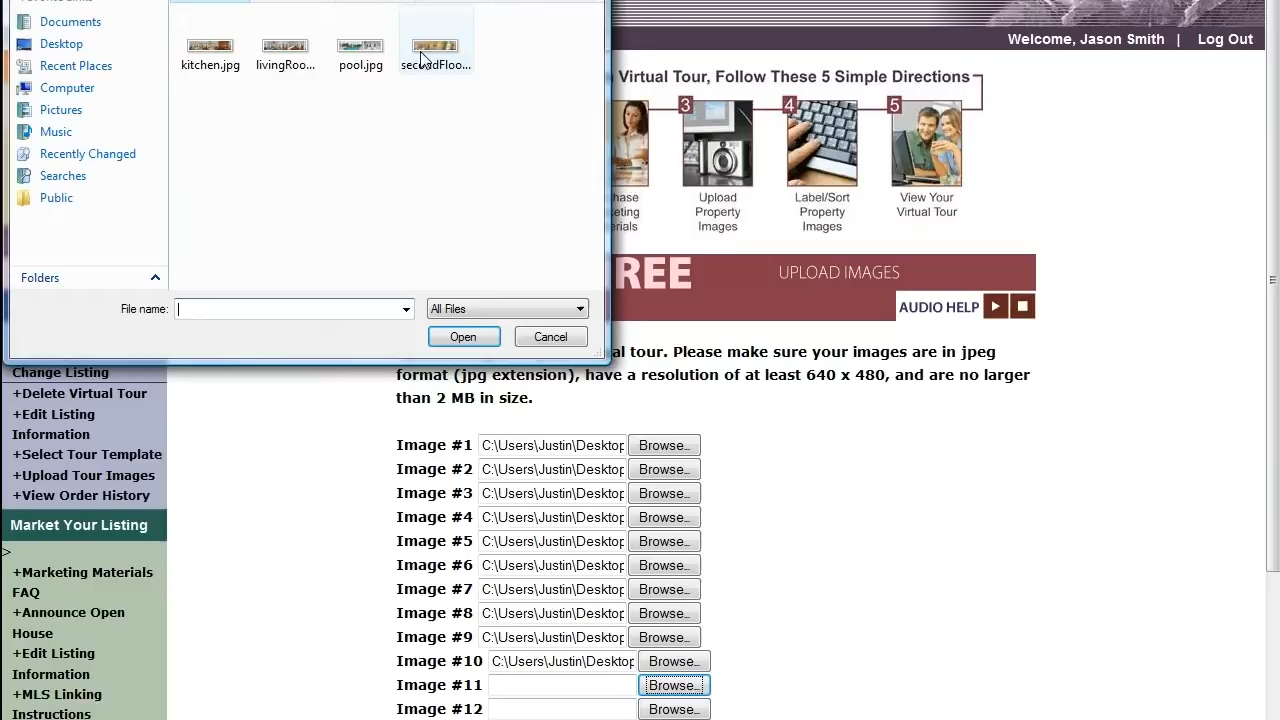 Documents
Desktop
Recent Places
Computer
Pictures
Music
Recently Changed
Searches
Public
Folders
kitchen.jpg
livingRoo...
pool.jpg
File name:
All Files
Open
Cancel
Welcome, Jason Smith | Log Out
Virtual Tour, Follow These 5 Simple Directions
3
4
5
Upload
Property
Images
Label/Sort
Property
Images
View Your
Virtual Tour
UPLOAD IMAGES
AUDIO HELP
tour. Please make sure your images are in jpeg
format (jpg extension), have a resolution of at least 640 x 480, and are no larger
than 2 MB in size.
Image #1 C:\Users\Justin\Desktop Browse...
Image #2 C:\Users\Justin\Desktop Browse...
Image #3 C:\Users\Justin\Desktop Browse...
Image #4 C:\Users\Justin\Desktop Browse...
Image #5 C:\Users\Justin\Desktop Browse...
Image #6 C:\Users\Justin\Desktop Browse...
Image #7 C:\Users\Justin\Desktop Browse...
Image #8 C:\Users\Justin\Desktop Browse...
Image #9 C:\Users\Justin\Desktop Browse...
Image #10 C:\Users\Justin\Desktop Browse...
Image #11 Browse...
Image #12 Browse...
Change Listing
+Delete Virtual Tour
+Edit Listing
Information
+Select Tour Template
+Upload Tour Images
+View Order History
Market Your Listing
>
+Marketing Materials
FAQ
+Announce Open
House
+Edit Listing
Information
+MLS Linking
Instructions